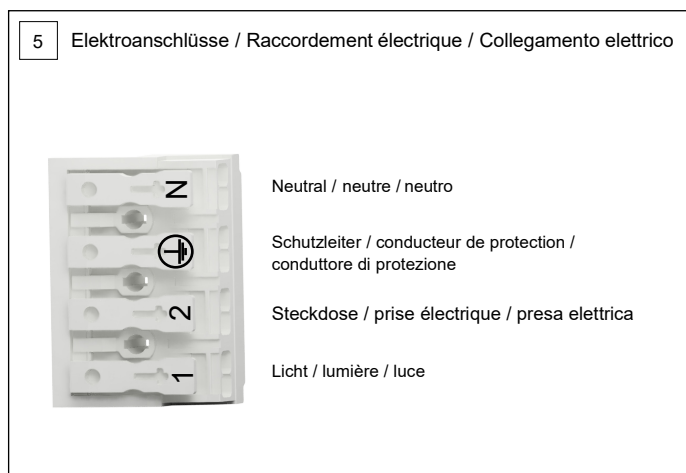 5 Elektroanschlüsse / Raccordement électrique / Collegamento elettrico
N
Neutral / neutre / neutro
Schutzleiter / conducteur de protection /
conduttore di protezione
2
Steckdose / prise électrique / presa elettrica
1
Licht / lumière / luce